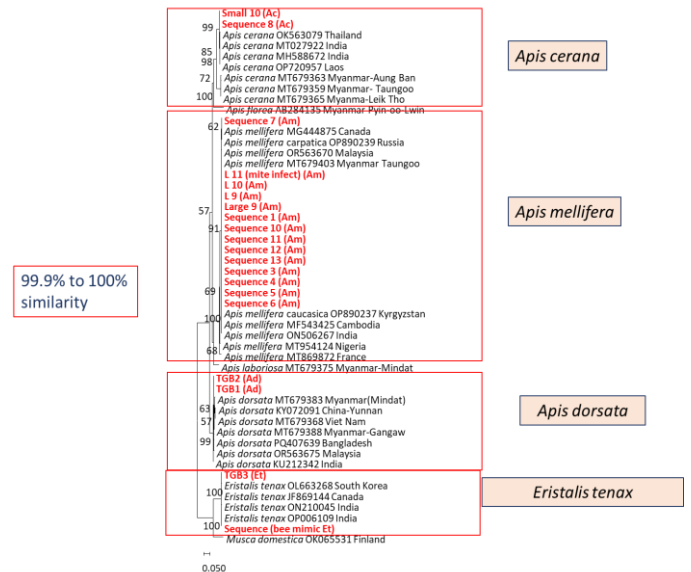 Small 10 (Ac)
Sequence 8 (Ac)
99
Apis cerana OK563079 Thailand
Apis cerana MT027922 India
85
Apis cerana MH588672 India
98
Apis cerana OP720957 Laos
72
Apis cerana MT679363 Myanmar-Aung Ban
Apis cerana MT679359 Myanmar- Taungoo
100
Apis cerana MT679365 Myanma-Leik Tho
Apis florea AB284135 Myanmar Pyin-oo-Lwin
Apis cerana
Sequence 7 (Am)
62
Apis mellifera MG444875 Canada
Apis mellifera carpatica OP890239 Russia
Apis mellifera OR563670 Malaysia
Apis mellifera MT679403 Myanmar Taungoo
L 11 (mite infect) (Am)
L 10 (Am)
L 9 (Am)
57
Large 9 (Am)
Sequence 1 (Am)
91
Sequence 10 (Am)
Sequence 11 (Am)
Sequence 12 (Am)
Sequence 13 (Am)
Sequence 3 (Am)
Sequence 4 (Am)
69
Sequence 5 (Am)
Sequence 6 (Am)
Apis mellifera caucasica OP890237 Kyrgyzstan
100
Apis mellifera MF543425 Cambodia
Apis mellifera ON506267 India
Apis mellifera MT954124 Nigeria
68
Apis mellifera MT869872 France
Apis laboriosa MT679375 Myanmar-Mindat
Apis mellifera
99.9% to 100%
similarity
TGB2 (Ad)
TGB1 (Ad)
Apis dorsata MT679383 Myanmar(Mindat)
63
Apis dorsata KY072091 China-Yunnan
57
Apis dorsata MT679368 Viet Nam
Apis dorsata MT679388 Myanmar-Gangaw
99
Apis dorsata PQ407639 Bangladesh
Apis dorsata OR563675 Malaysia
Apis dorsata KU212342 India
Apis dorsata
TGB3 (Et)
100
Eristalis tenax OL663268 South Korea
Eristalis tenax JF869144 Canada
Eristalis tenax ON210045 India
Eristalis tenax OP006109 India
100
Sequence (bee mimic Et)
Musca domestica OK065531 Finland
Eristalis tenax
0.050